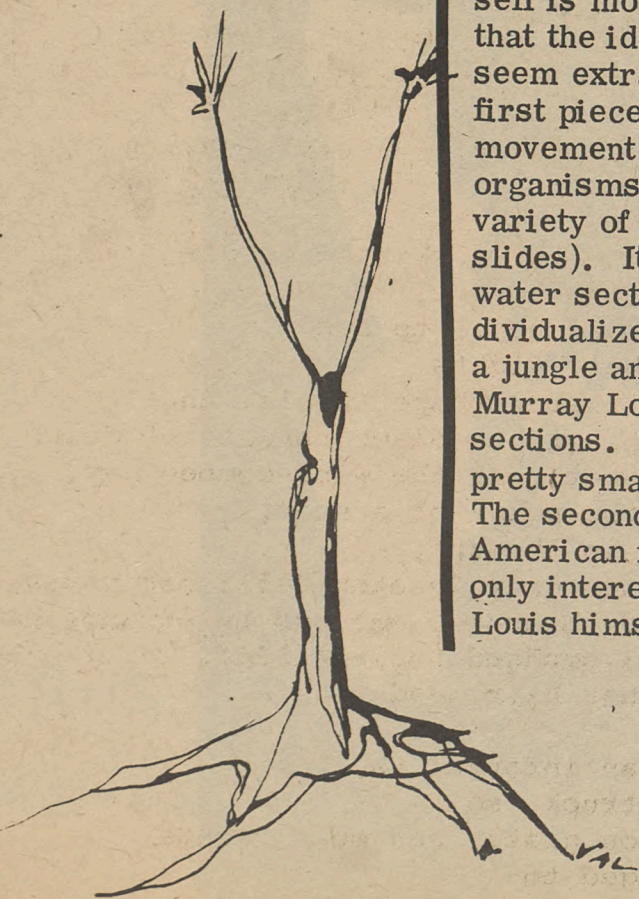 that the id
seem extr
first piece
movement
organisms
variety of
slides). It
water sect
dividualize
a jungle an
Murray Lo
sections.
pretty sma
The second
American
only intere
Louis hims
VAL